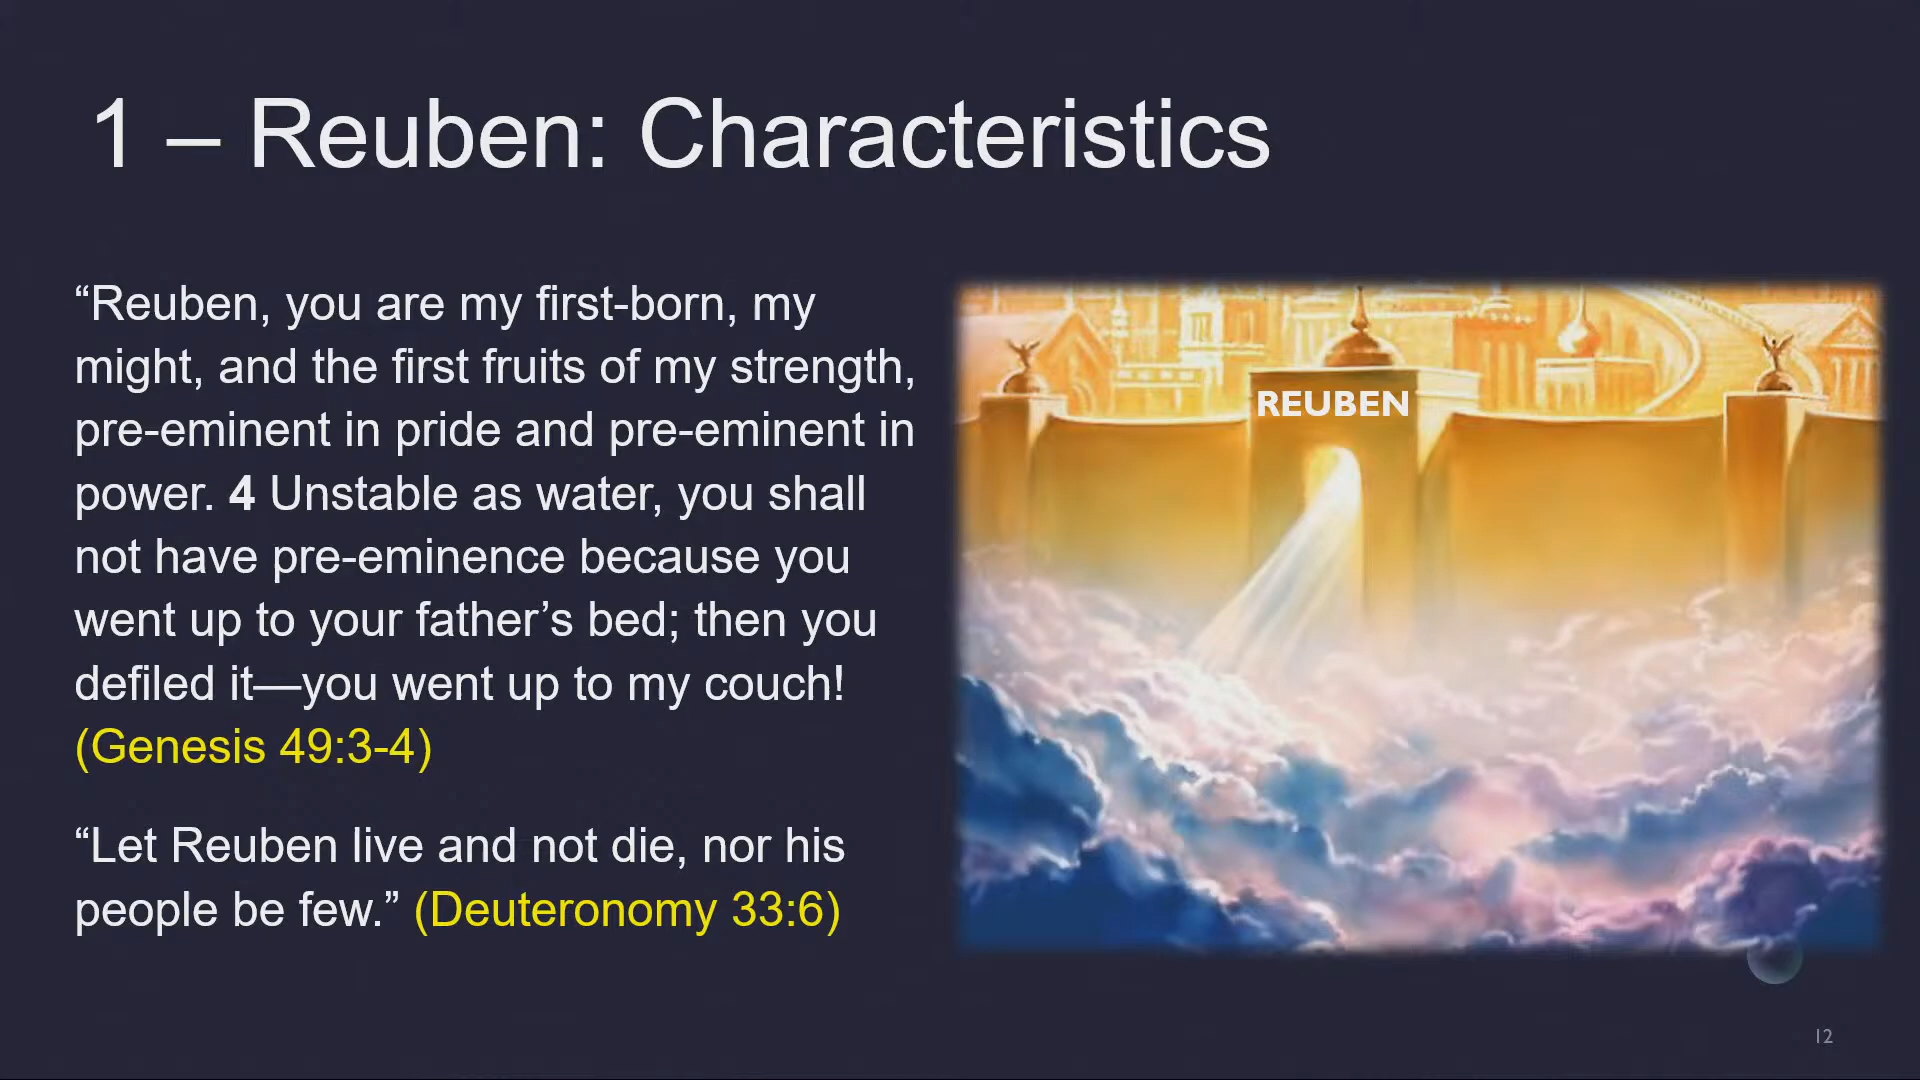 1 – Reuben: Characteristics
“Reuben, you are my first-born, my
might, and the first fruits of my strength,
pre-eminent in pride and pre-eminent in
power. 4 Unstable as water, you shall
not have pre-eminence because you
went up to your father’s bed; then you
defiled it—you went up to my couch!
(Genesis 49:3-4)
“Let Reuben live and not die, nor his
people be few.” (Deuteronomy 33:6)
REUBEN
12